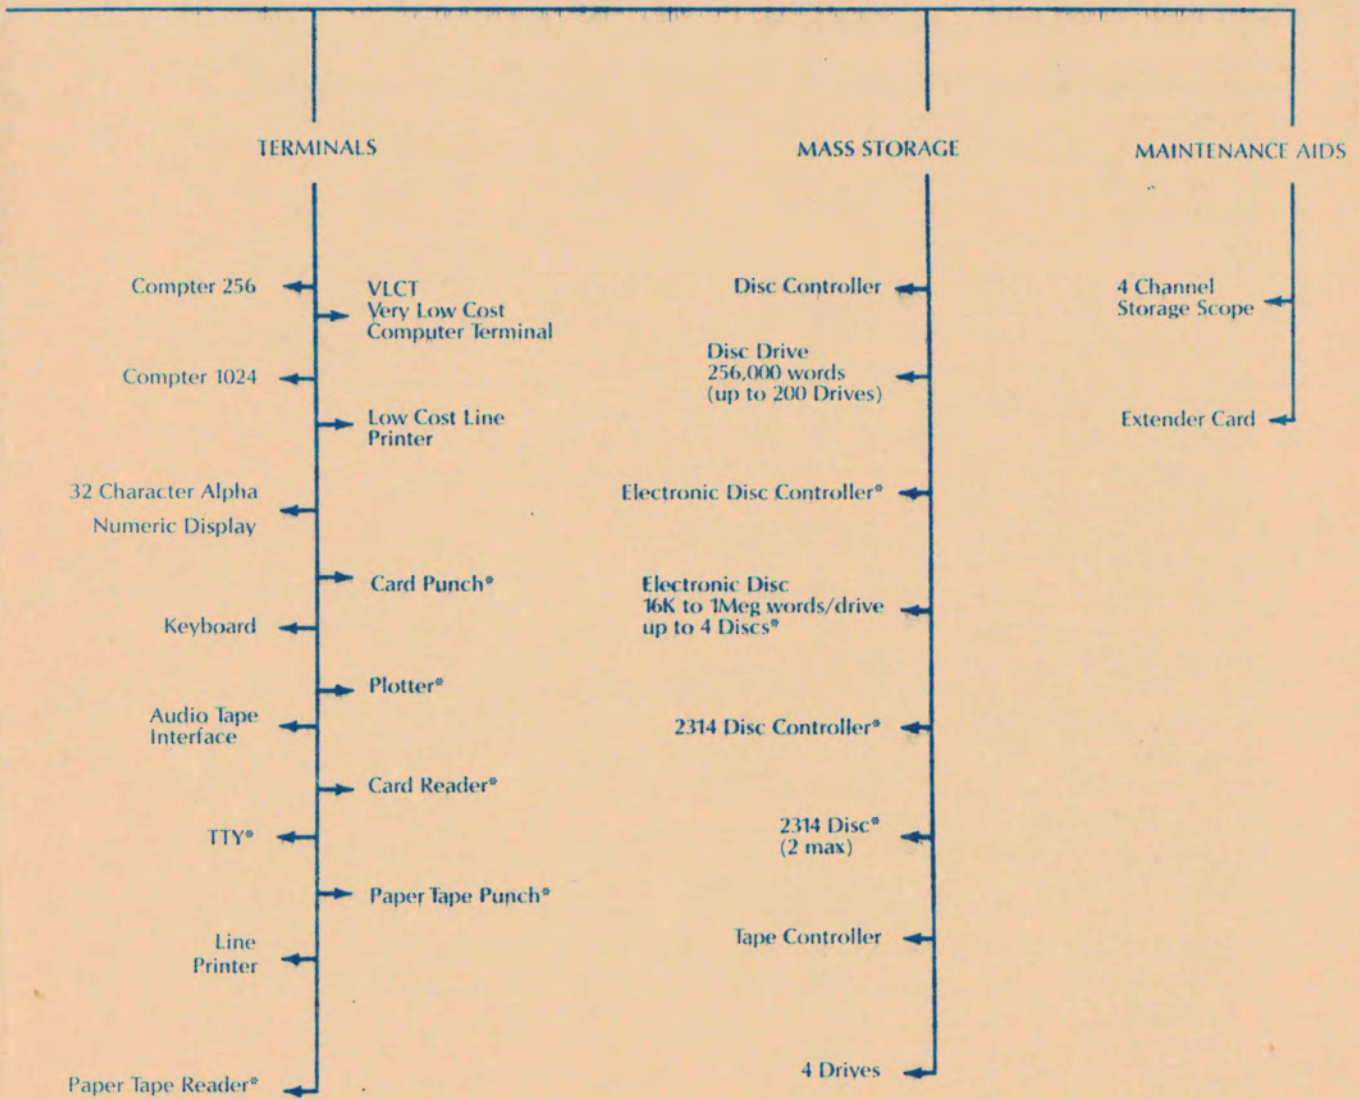 TERMINALS
Compter 256
VLCT
Very Low Cost
Computer Terminal
Compter 1024
Low Cost Line
Printer
32 Character Alpha
Numeric Display
Card Punch*
Keyboard
Plotter*
Audio Tape
Interface
Card Reader*
TTY*
Paper Tape Punch*
Line
Printer
Paper Tape Reader*
MASS STORAGE
Disc Controller
Disc Drive
256,000 words
(up to 200 Drives)
Electronic Disc Controller*
Electronic Disc
16K to 1Meg words/drive
up to 4 Discs*
2314 Disc Controller*
2314 Disc*
(2 max)
Tape Controller
4 Drives
MAINTENANCE AIDS
4 Channel
Storage Scope
Extender Card